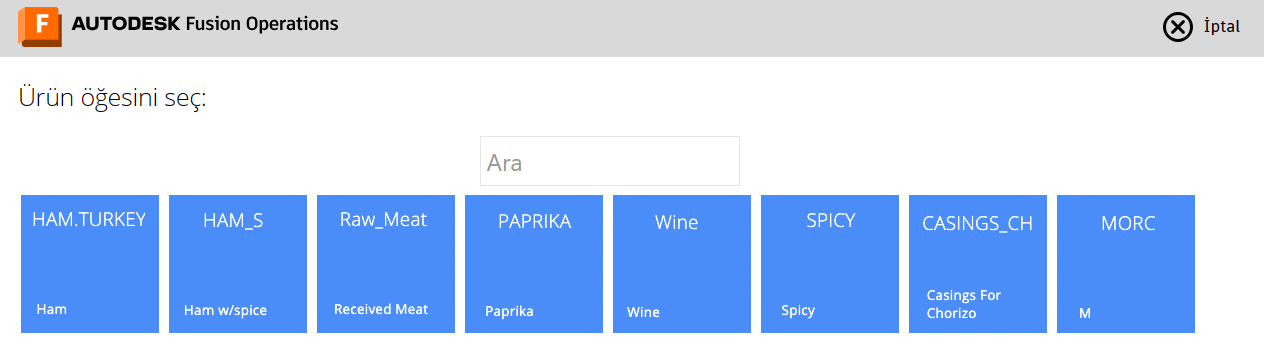 F AUTODESK Fusion Operations
İptal
Ürün öğesini seç:
Ara
HAM.TURKEY
Ham
HAM_S
Ham w/spice
Raw_Meat
Received Meat
PAPRIKA
Paprika
Wine
Wine
SPICY
Spicy
CASINGS_CH
Casings For
Chorizo
MORC
M